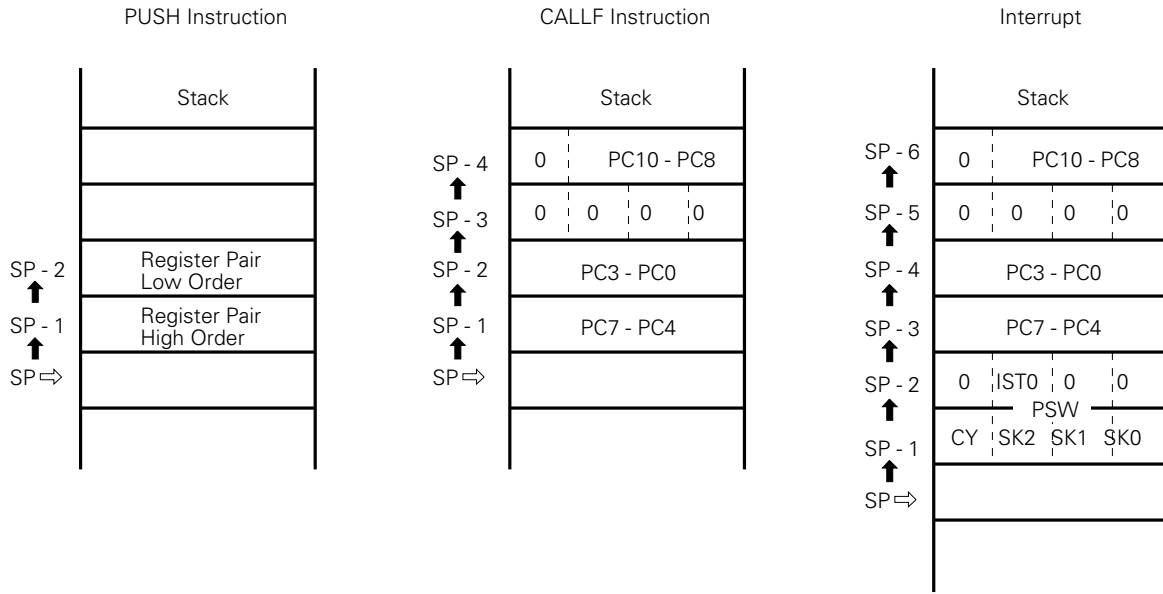 PUSH Instruction
Stack
SP - 2
Register Pair
Low Order
SP - 1
Register Pair
High Order
SP
CALLF Instruction
Stack
SP - 4
0 PC10 - PC8
SP - 3
0 0 0 0
SP - 2
PC3 - PC0
SP - 1
PC7 - PC4
SP
Interrupt
Stack
SP - 6
0 PC10 - PC8
SP - 5
0 0 0 0
SP - 4
PC3 - PC0
SP - 3
PC7 - PC4
SP - 2
0 IST0 0 0
PSW
SP - 1
CY SK2 SK1 SK0
SP